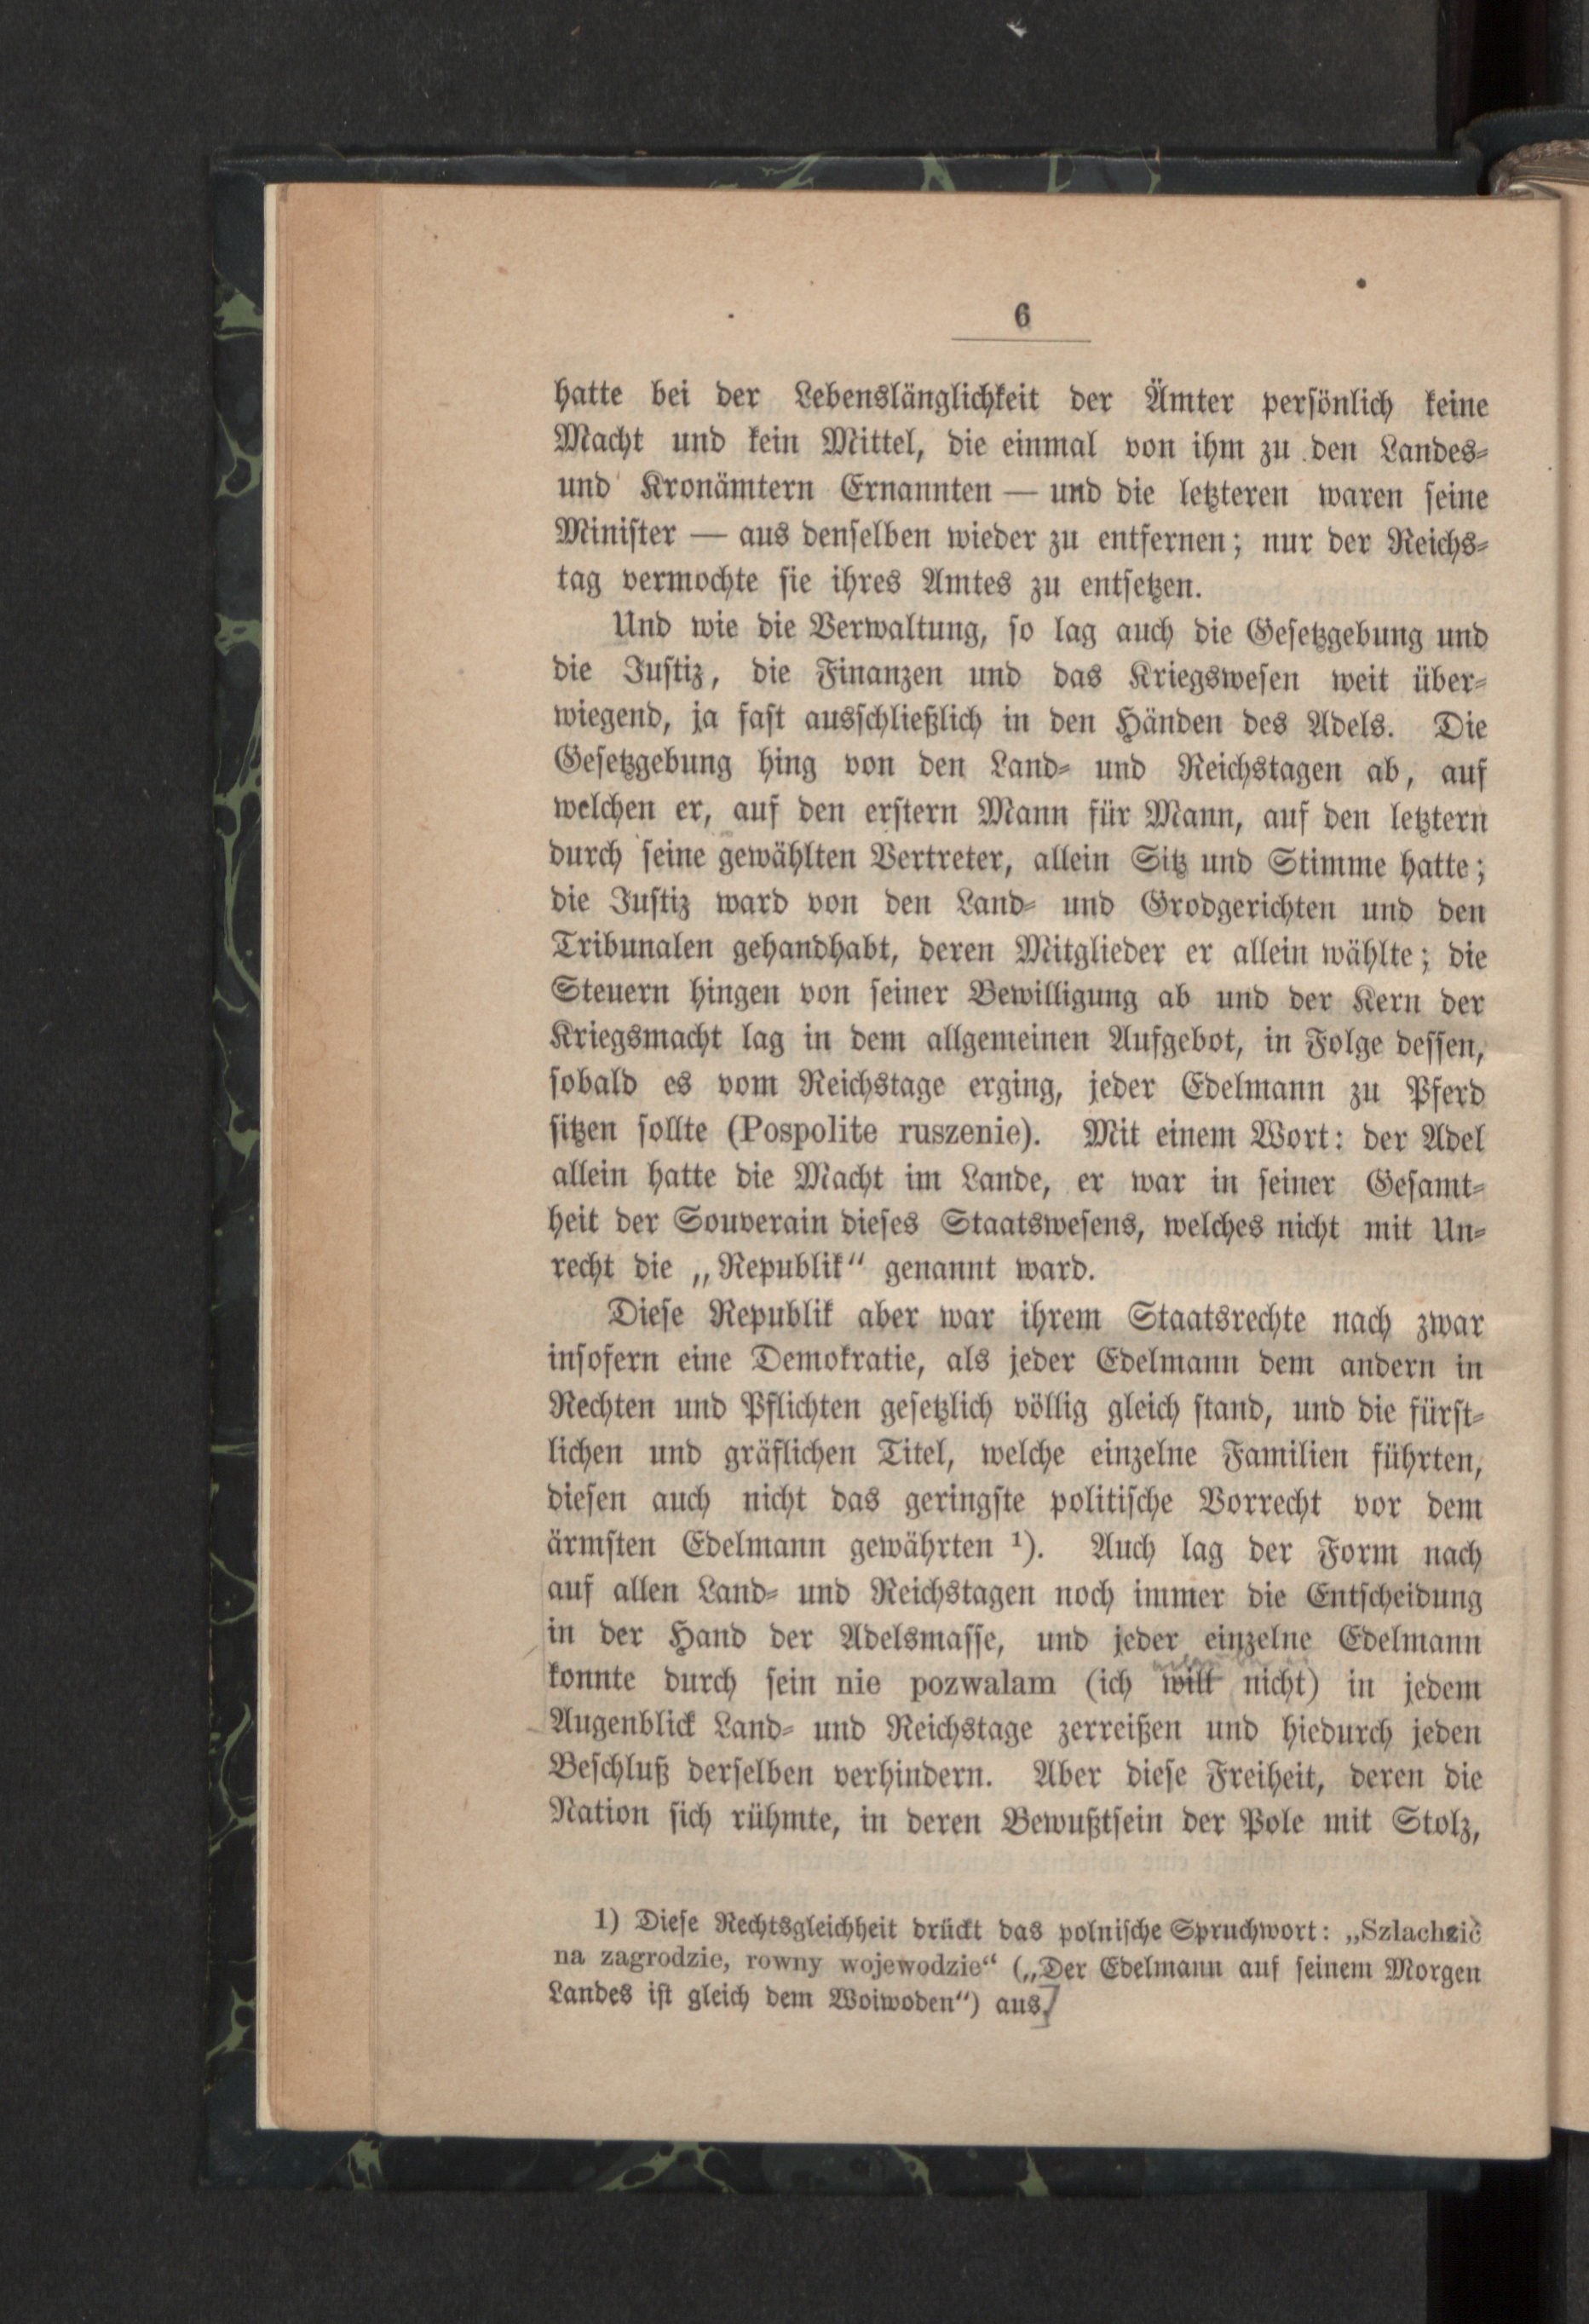 6
hatte bei der Lebenslänglichkeit der Ämter persönlich keine
Macht und kein Mittel, die einmal von ihm zu den Landes-
und Kronämtern Ernannten — und die letzteren waren seine
Minister — aus denselben wieder zu entfernen; nur der Reichs-
tag vermochte sie ihres Amtes zu entsetzen.
Und wie die Verwaltung, so lag auch die Gesetzgebung und
die Justiz, die Finanzen und das Kriegswesen weit über-
wiegend, ja fast ausschließlich in den Händen des Adels. Die
Gesetzgebung hing von den Land- und Reichstagen ab, auf
welchen er, auf den erstern Mann für Mann, auf den letztern
durch seine gewählten Vertreter, allein Sitz und Stimme hatte;
die Justiz ward von den Land- und Grodgerichten und den
Tribunalen gehandhabt, deren Mitglieder er allein wählte; die
Steuern hingen von seiner Bewilligung ab und der Kern der
Kriegsmacht lag in dem allgemeinen Aufgebot, in Folge dessen,
sobald es vom Reichstage erging, jeder Edelmann zu Pferd
sitzen sollte (Pospolite ruszenie). Mit einem Wort: der Adel
allein hatte die Macht im Lande, er war in seiner Gesamt-
heit der Souverain dieses Staatswesens, welches nicht mit Un-
recht die „Republik“ genannt ward.
Diese Republik aber war ihrem Staatsrechte nach zwar
insofern eine Demokratie, als jeder Edelmann dem andern in
Rechten und Pflichten gesetzlich völlig gleich stand, und die fürst-
lichen und gräflichen Titel, welche einzelne Familien führten,
diesen auch nicht das geringste politische Vorrecht vor dem
ärmsten Edelmann gewährten ¹). Auch lag der Form nach
auf allen Land- und Reichstagen noch immer die Entscheidung
in der Hand der Adelsmasse, und jeder einzelne Edelmann
konnte durch sein nie pozwalam (ich will nicht) in jedem
Augenblick Land- und Reichstage zerreißen und hiedurch jeden
Beschluß derselben verhindern. Aber diese Freiheit, deren die
Nation sich rühmte, in deren Bewußtsein der Pole mit Stolz,
1) Diese Rechtsgleichheit drückt das polnische Spruchwort: „Szlachzić
na zagrodzie, rowny wojewodzie“ („Der Edelmann auf seinem Morgen
Landes ist gleich dem Woiwoden“) aus.]